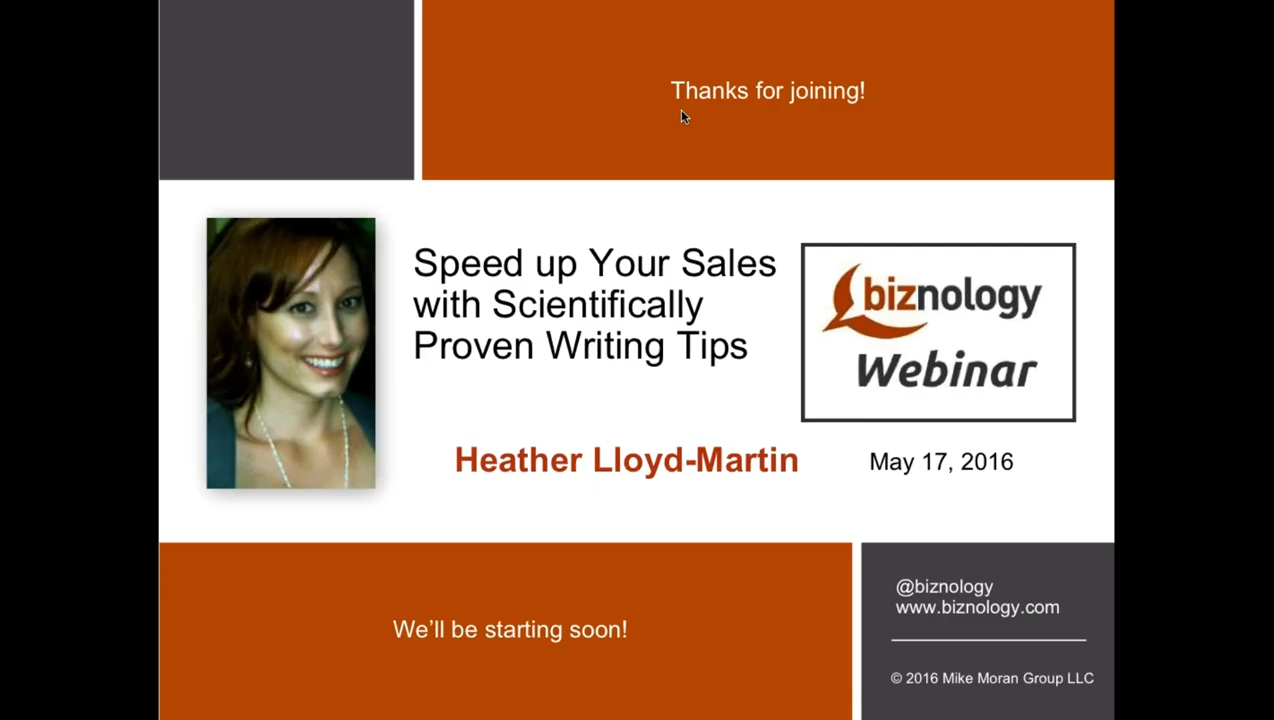 Thanks for joining!
Speed up Your Sales
with Scientifically
Proven Writing Tips
biznology
Webinar
Heather Lloyd-Martin
May 17, 2016
We'll be starting soon!
@biznology
www.biznology.com
© 2016 Mike Moran Group LLC